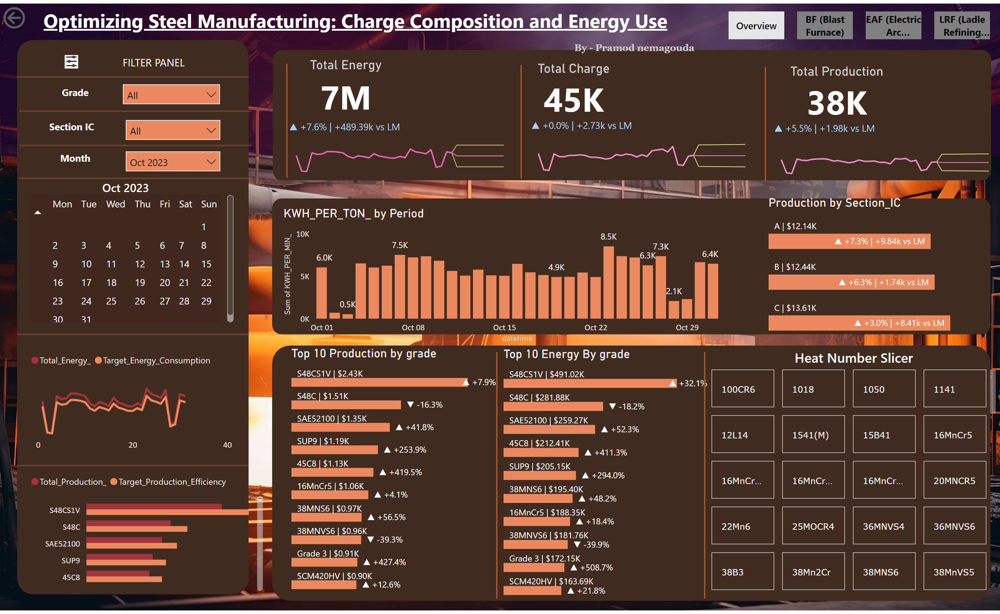 Optimizing Steel Manufacturing: Charge Composition and Energy Use
Overview
BF (Blast
Furnace)
EAF (Electric
Arc...
LRF (Ladle
Refining...
By - Pramod nemagouda
FILTER PANEL
Grade
All
Section IC
All
Month
Oct 2023
Oct 2023
Mon Tue Wed Thu Fri Sat Sun
1
2 3 4 5 6 7 8
9 10 11 12 13 14 15
16 17 18 19 20 21 22
23 24 25 26 27 28 29
30 31
Total_Energy_ Target_Energy_Consumption
0 20 40
Total_Production_ Target_Production_Efficiency
S48CS1V
S48C
SAE52100
SUP9
45C8
Total Energy
7M
▲ +7.6% | +489.39k vs LM
Total Charge
45K
▲ +0.0% | +2.73k vs LM
Total Production
38K
▲ +5.5% | +1.98k vs LM
KWH_PER_TON_ by Period
Sum of KWH_PER_MIN_
10K
5K
0K
6.0K
0.5K
7.5K
4.9K
8.5K
6.3K
7.3K
2.1K
6.4K
Oct 01 Oct 08 Oct 15 Oct 22 Oct 29
datetime
Production by Section_IC
A | $12.14K
▲ +7.3% | +9.84k vs LM
B | $12.44K
▲ +6.3% | +1.74k vs LM
C | $13.61K
▲ +3.0% | +8.41k vs LM
Top 10 Production by grade
S48CS1V | $2.43K
▲ +7.9%
S48C | $1.51K
▼ -16.3%
SAE52100 | $1.35K
▲ +41.8%
SUP9 | $1.19K
▲ +253.9%
45C8 | $1.13K
▲ +419.5%
16MnCr5 | $1.06K
▲ +4.1%
38MNS6 | $0.97K
▲ +56.5%
38MNVS6 | $0.96K
▼ -39.3%
Grade 3 | $0.91K
▲ +427.4%
SCM420HV | $0.90K
▲ +12.6%
Top 10 Energy By grade
S48CS1V | $491.02K
▲ +32.1%
S48C | $281.88K
▼ -18.2%
SAE52100 | $259.27K
▲ +52.3%
45C8 | $212.41K
▲ +411.3%
SUP9 | $205.15K
▲ +294.0%
38MNS6 | $195.40K
▲ +48.2%
16MnCr5 | $188.35K
▲ +18.4%
38MNVS6 | $181.76K
▼ -39.9%
Grade 3 | $172.15K
▲ +508.7%
SCM420HV | $163.69K
▲ +21.8%
Heat Number Slicer
100CR6 1018 1050 1141
12L14 1541(M) 15B41 16MnCr5
16MnCr... 16MnCr... 16MnCr... 20MNCR5
22Mn6 25MOCR4 36MNVS4 36MNVS6
38B3 38Mn2Cr 38MNS6 38MnVS5